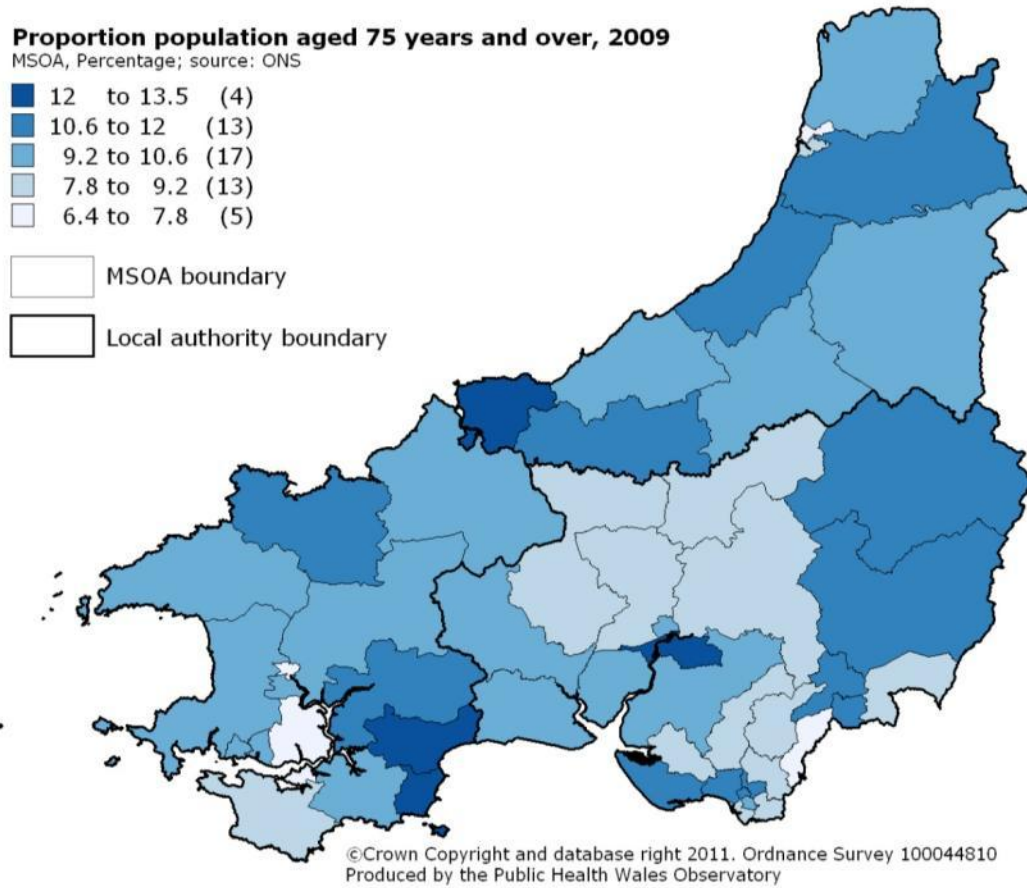 Proportion population aged 75 years and over, 2009
MSOA, Percentage; source: ONS
12 to 13.5 (4)
10.6 to 12 (13)
9.2 to 10.6 (17)
7.8 to 9.2 (13)
6.4 to 7.8 (5)
MSOA boundary
Local authority boundary
©Crown Copyright and database right 2011. Ordnance Survey 100044810
Produced by the Public Health Wales Observatory